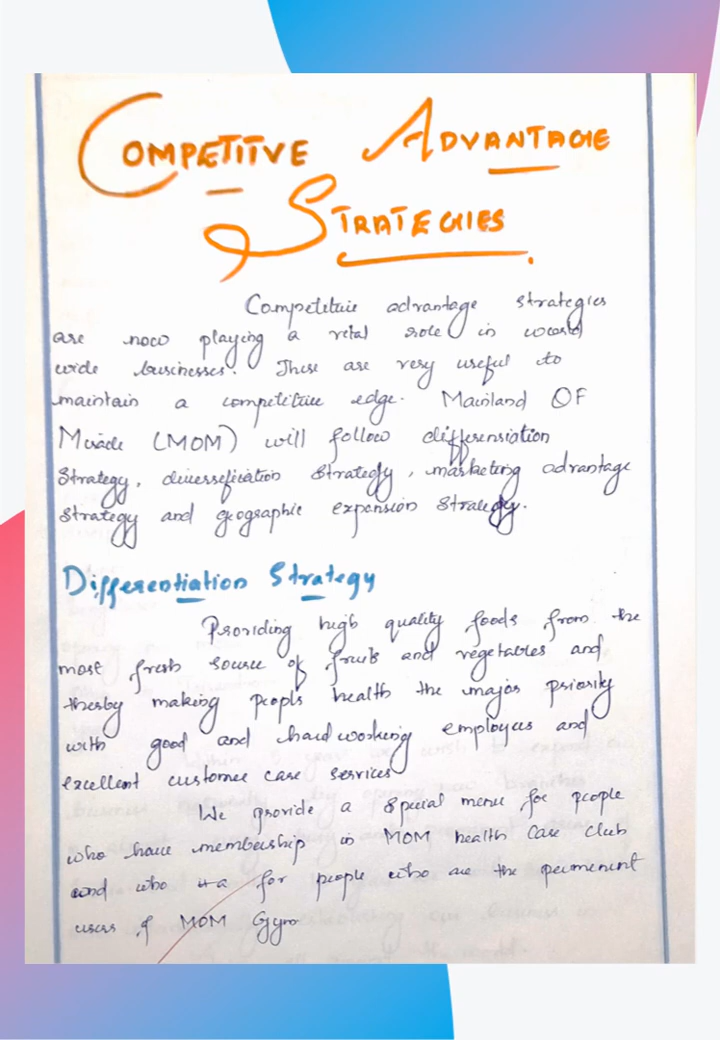 COMPETITVE ADVANTAGE
STRATEGIES
Competitive advantage strategies
are now playing a vital role in world
wide businesses. These are very useful to
maintain a competitive edge. Mainland OF
Miracle (MOM) will follow differensiation
Strategy, diversefication Strategy, marketing advantage
strategy and geographic expansion Strategy.
Differentiation Strategy
Providing high quality foods from the
most fresh source of fruits and vegetables and
thereby making people health the major priority
with good and hardworking employees and
excellent customer care services
We provide a special menu for people
who have membership in MOM health Care Club
and who for people who are the permenent
users of MOM Gym